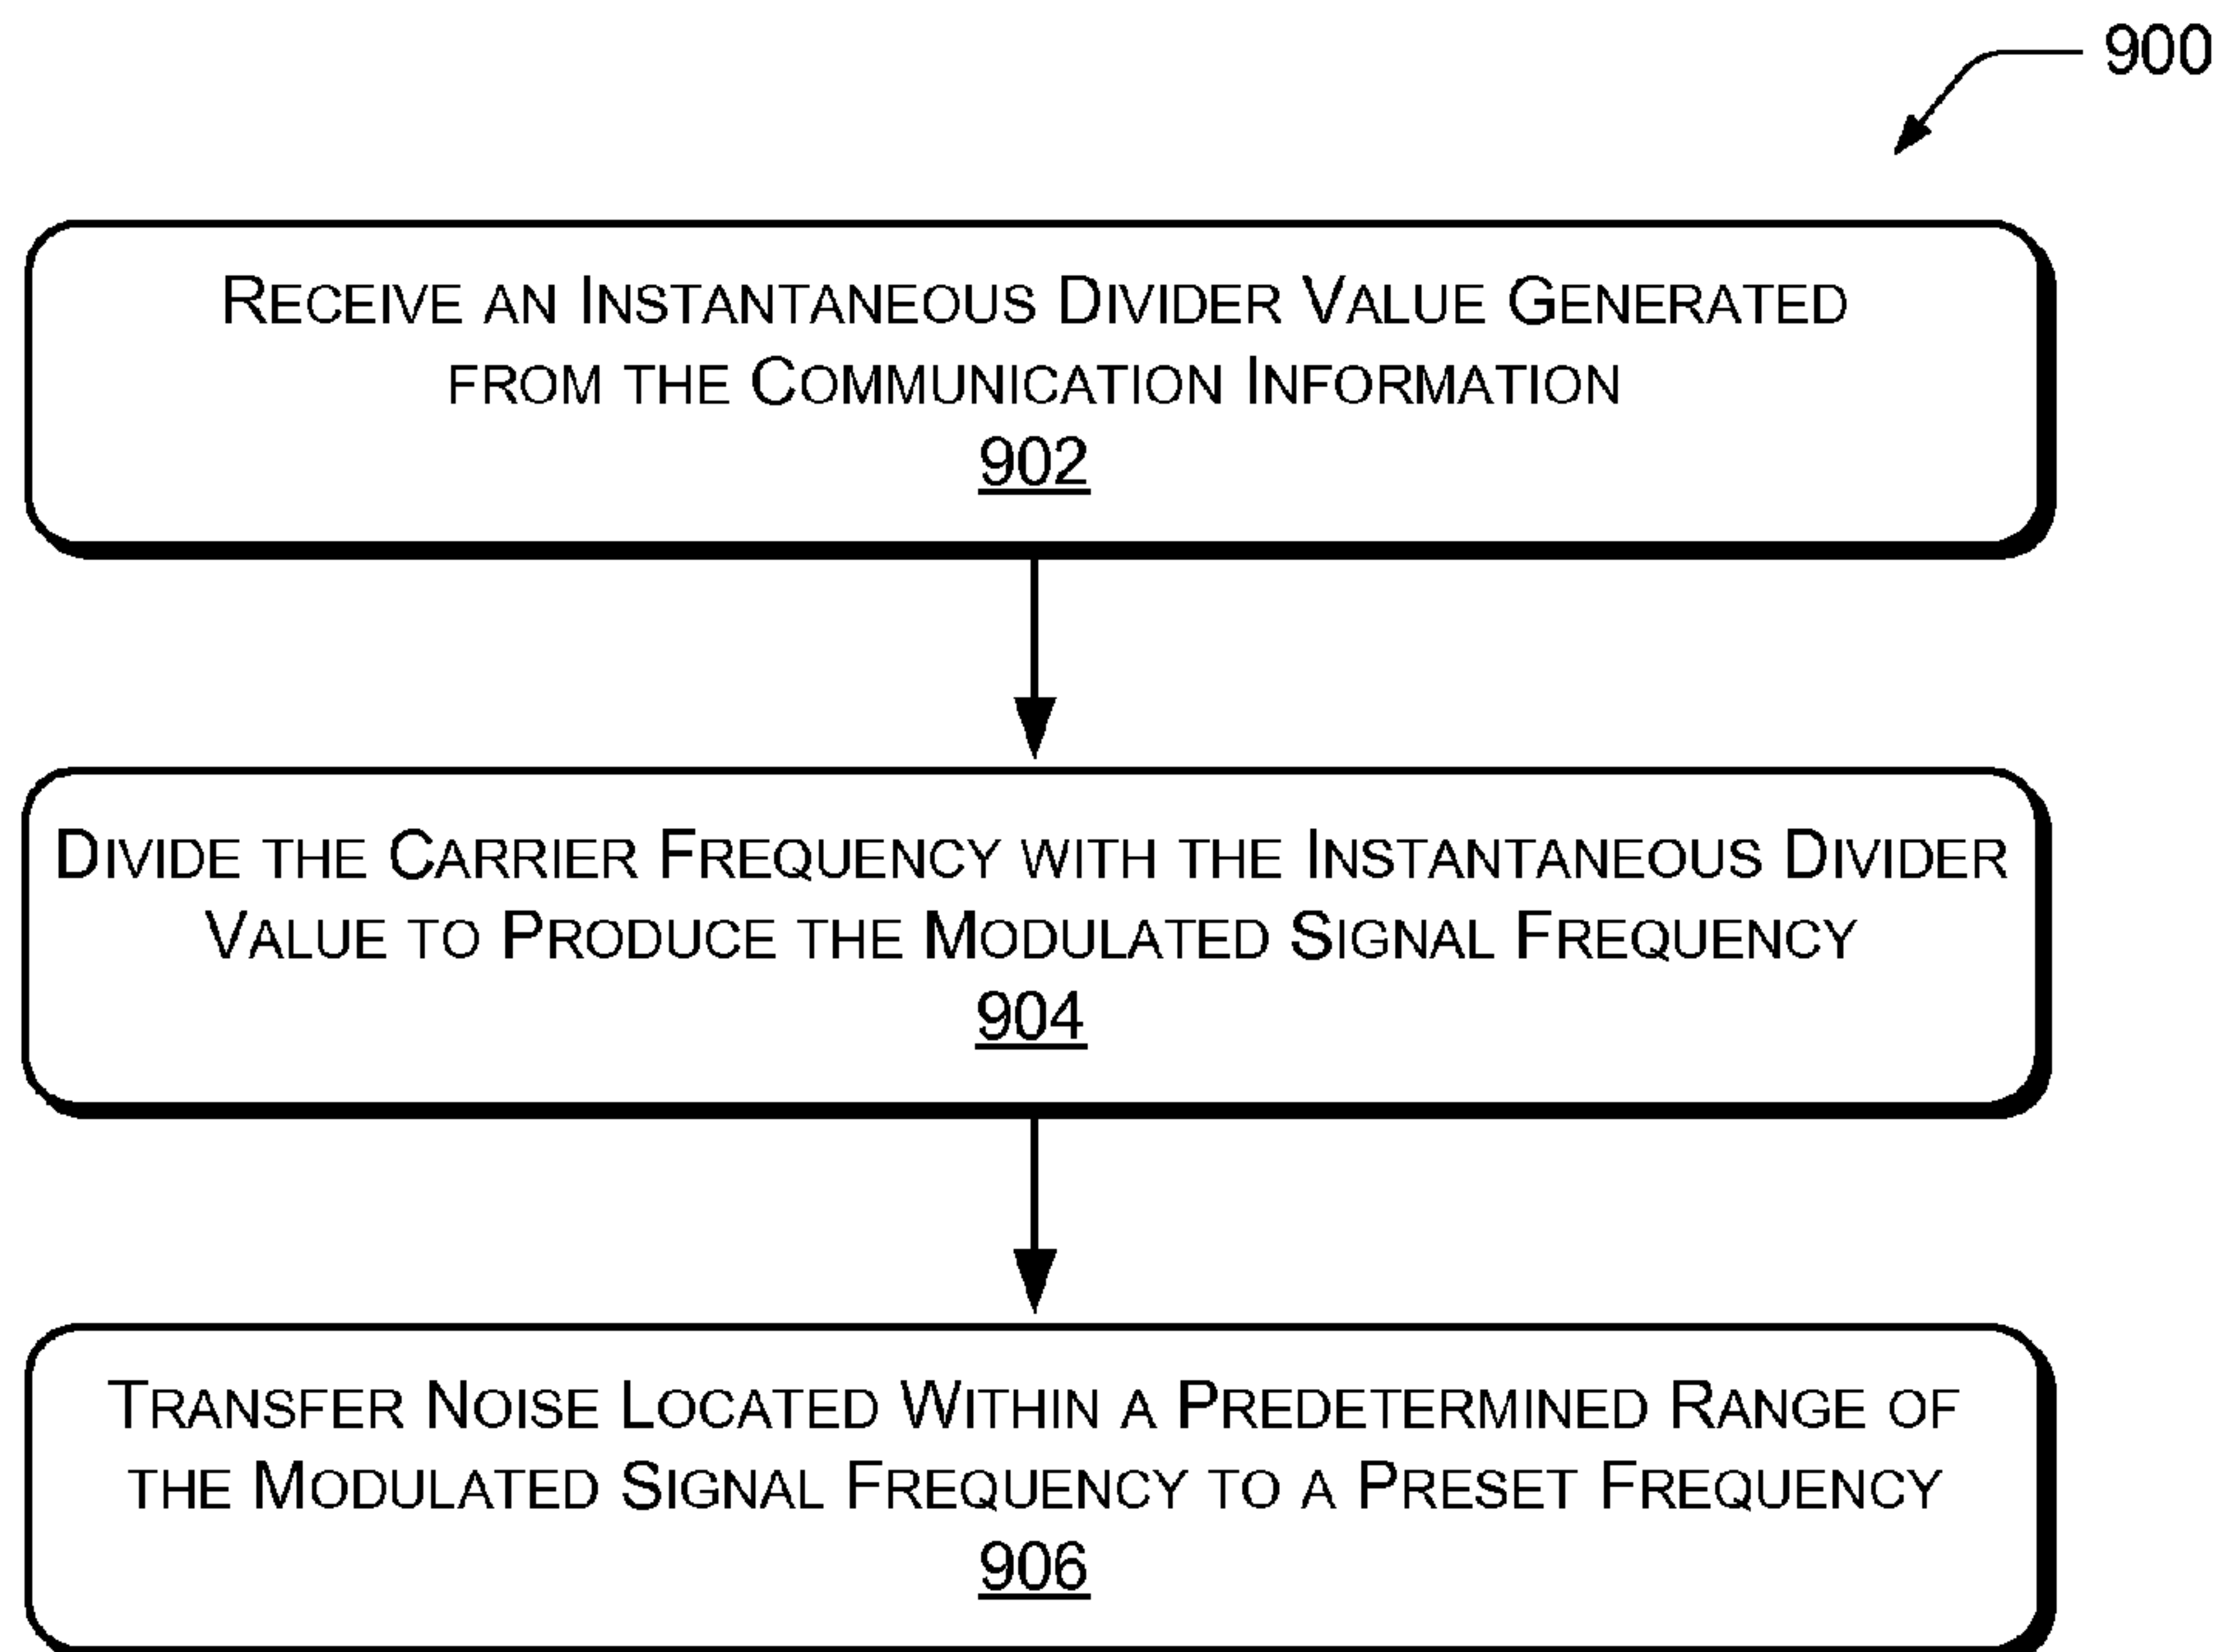 900
RECEIVE AN INSTANTANEOUS DIVIDER VALUE GENERATED
FROM THE COMMUNICATION INFORMATION
902
DIVIDE THE CARRIER FREQUENCY WITH THE INSTANTANEOUS DIVIDER
VALUE TO PRODUCE THE MODULATED SIGNAL FREQUENCY
904
TRANSFER NOISE LOCATED WITHIN A PREDETERMINED RANGE OF
THE MODULATED SIGNAL FREQUENCY TO A PRESET FREQUENCY
906